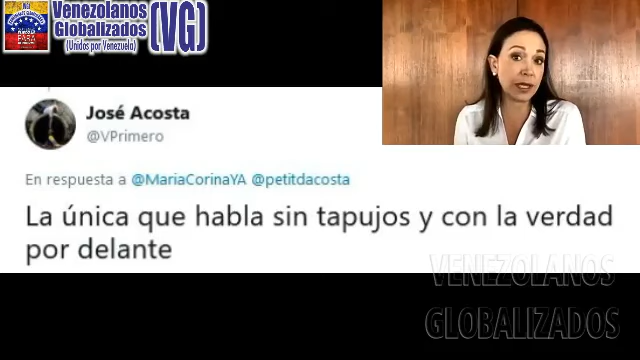 Venezolanos
Globalizados
(Unidos por Venezuela)
(VG)
José Acosta
@VPrimero
En respuesta a @MariaCorinaYA @petitdacosta
La única que habla sin tapujos y con la verdad
por delante
VENEZOLANOS
GLOBALIZADOS